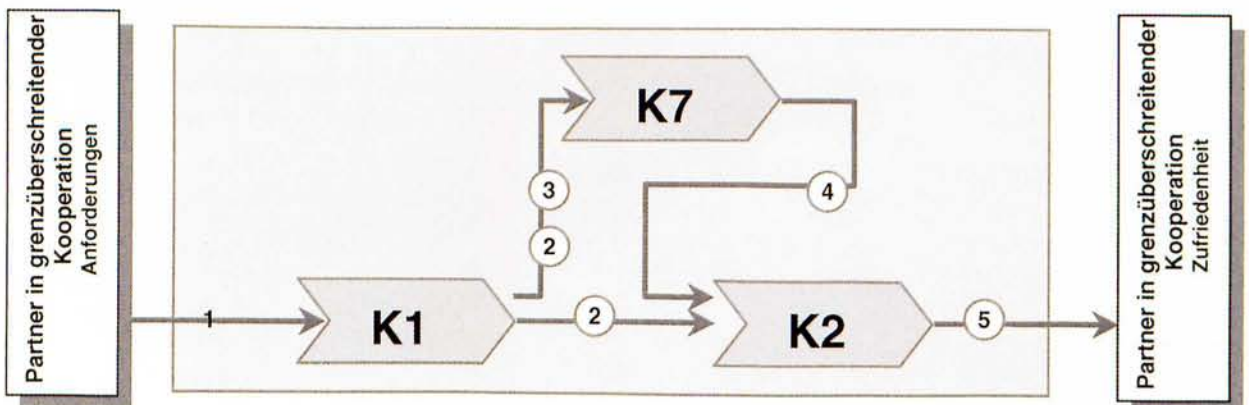 Partner in grenzüberschreitender
Kooperation
Anforderungen
K7
3
4
2
1
K1
2
K2
5
Partner in grenzüberschreitender
Kooperation
Zufriedenheit